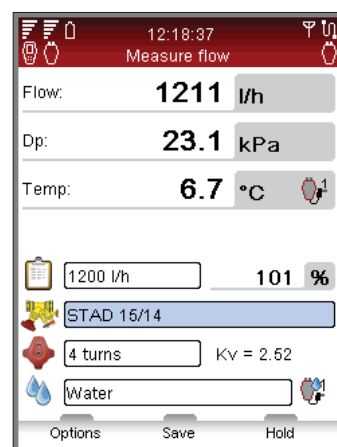 12:18:37
Measure flow
Flow: 1211 l/h
Dp: 23.1 kPa
Temp: 6.7 °C 1
1200 l/h 101 %
STAD 15/14
4 turns Kv = 2.52
Water
Options Save Hold